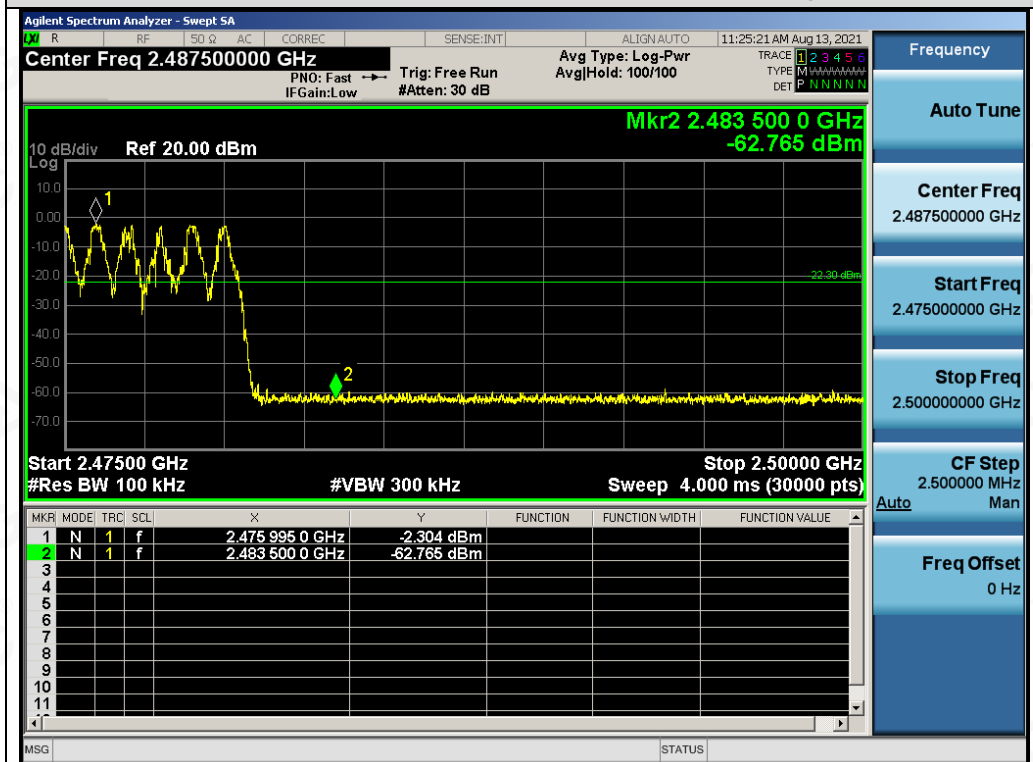 Agilent Spectrum Analyzer - Swept SA
LXI R RF 50 Ω AC CORREC SENSE:INT ALIGN AUTO 11:25:21 AM Aug 13, 2021
Center Freq 2.487500000 GHz
PNO: Fast
IFGain:Low
Trig: Free Run
#Atten: 30 dB
Avg Type: Log-Pwr
Avg|Hold: 100/100
TRACE 1 2 3 4 5 6
TYPE M
DET P N N N N N
Mkr2 2.483 500 0 GHz
-62.765 dBm
10 dB/div Ref 20.00 dBm
Log
10.0
0.00
-10.0
-20.0
-30.0
-40.0
-50.0
-60.0
-70.0
1
2
-22.30 dBm
Start 2.47500 GHz Stop 2.50000 GHz
#Res BW 100 kHz #VBW 300 kHz Sweep 4.000 ms (30000 pts)
MKR MODE TRC SCL X Y FUNCTION FUNCTION WIDTH FUNCTION VALUE
1 N 1 f 2.475 995 0 GHz -2.304 dBm
2 N 1 f 2.483 500 0 GHz -62.765 dBm
3
4
5
6
7
8
9
10
11
MSG STATUS
Frequency
Auto Tune
Center Freq
2.487500000 GHz
Start Freq
2.475000000 GHz
Stop Freq
2.500000000 GHz
CF Step
2.500000 MHz
Auto Man
Freq Offset
0 Hz